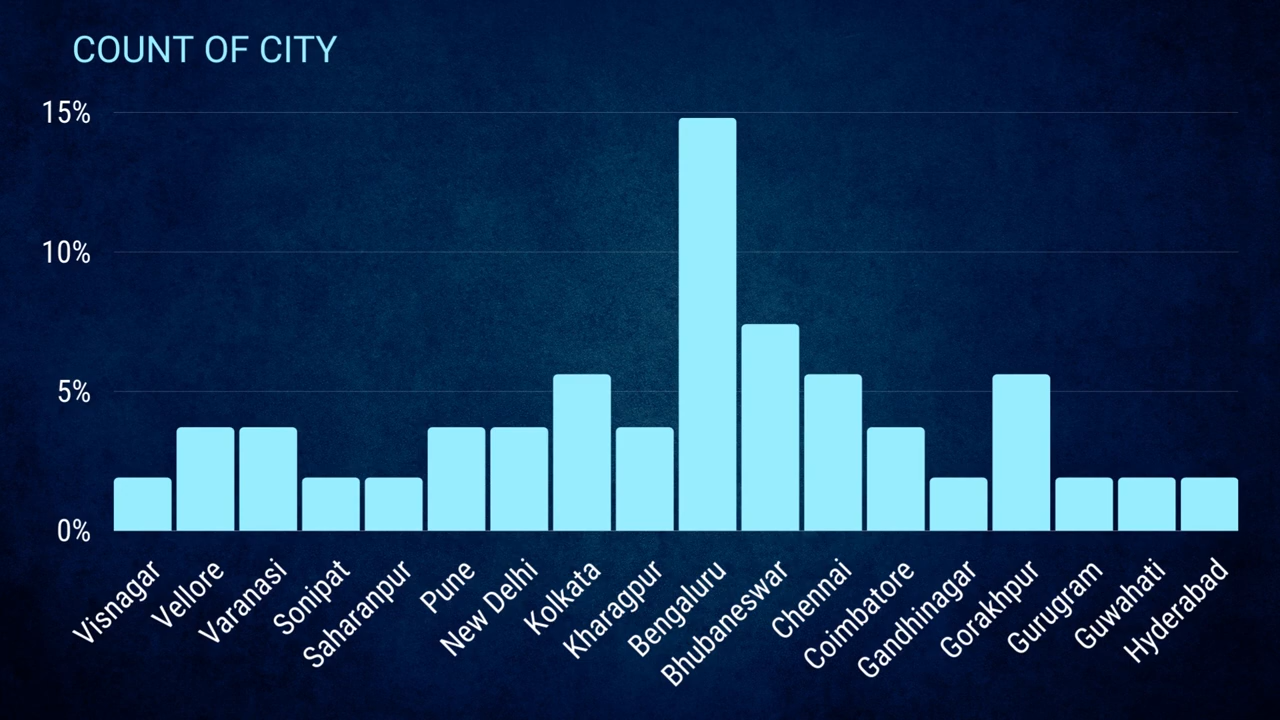 COUNT OF CITY
15%
10%
5%
0%
Visnagar
Vellore
Varanasi
Sonipat
Saharanpur
Pune
New Delhi
Kolkata
Kharagpur
Bengaluru
Bhubaneswar
Chennai
Coimbatore
Gandhinagar
Gorakhpur
Gurugram
Guwahati
Hyderabad